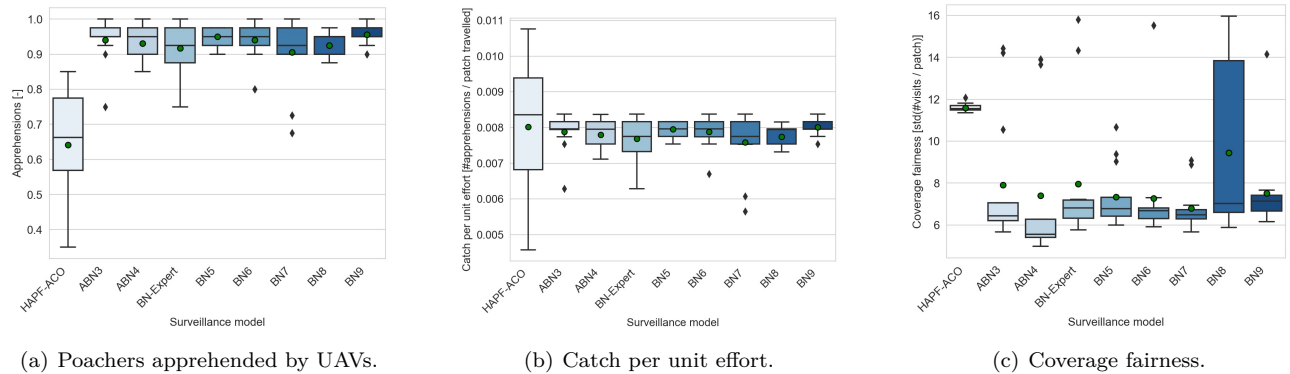 Apprehensions [-]
1.0
0.9
0.8
0.7
0.6
0.5
0.4
HAPF-ACO
ABN3
ABN4
BN-Expert
BN5
BN6
BN7
BN8
BN9
Surveillance model
(a) Poachers apprehended by UAVs.
Catch per unit effort [#apprehensions / patch travelled]
0.011
0.010
0.009
0.008
0.007
0.006
0.005
HAPF-ACO
ABN3
ABN4
BN-Expert
BN5
BN6
BN7
BN8
BN9
Surveillance model
(b) Catch per unit effort.
Coverage fairness [std(#visits / patch)]
16
14
12
10
8
6
HAPF-ACO
ABN3
ABN4
BN-Expert
BN5
BN6
BN7
BN8
BN9
Surveillance model
(c) Coverage fairness.